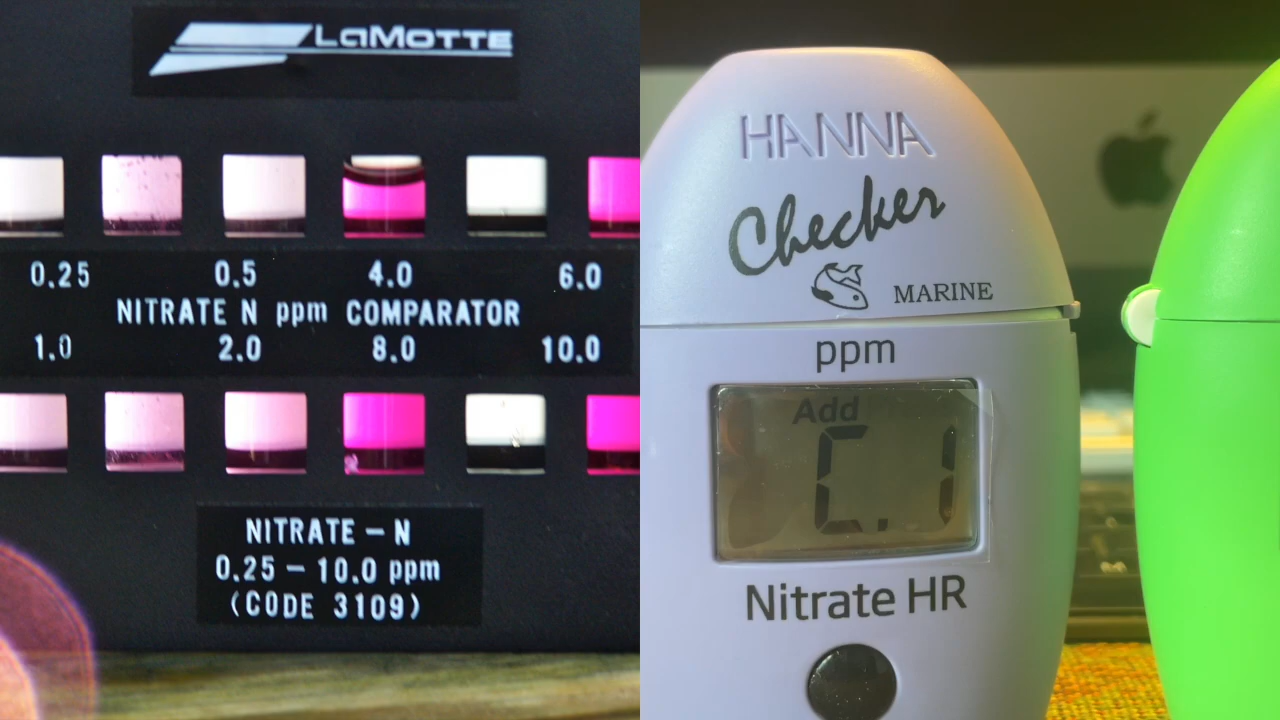 LaMOTTE
0.25 0.5 4.0 6.0
NITRATE N ppm COMPARATOR
1.0 2.0 8.0 10.0
NITRATE - N
0.25 - 10.0 ppm
(CODE 3109)
HANNA
Checker
MARINE
ppm
Add
C.1
Nitrate HR